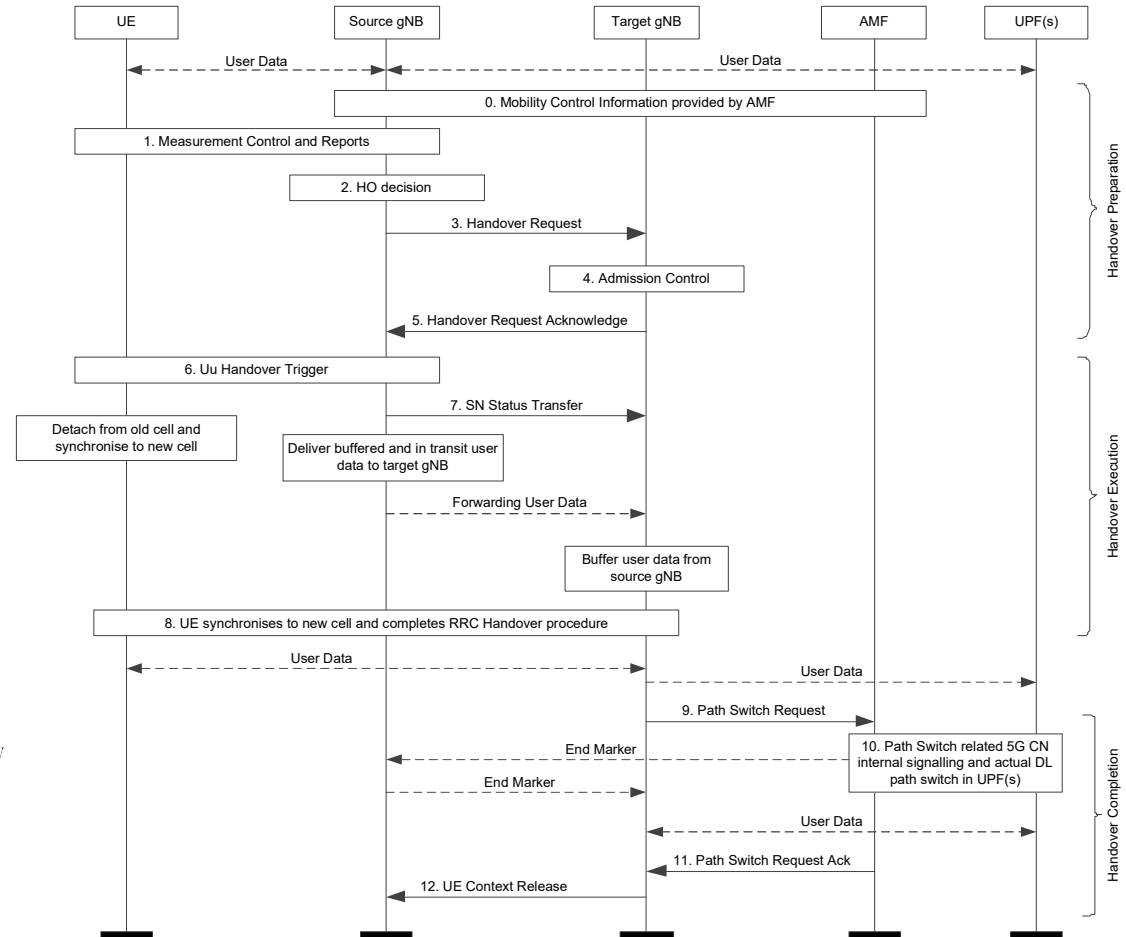 UE
Source gNB
Target gNB
AMF
UPF(s)
User Data
User Data
0. Mobility Control Information provided by AMF
1. Measurement Control and Reports
2. HO decision
3. Handover Request
4. Admission Control
5. Handover Request Acknowledge
Handover Preparation
6. Uu Handover Trigger
7. SN Status Transfer
Detach from old cell and
synchronise to new cell
Deliver buffered and in transit user
data to target gNB
Forwarding User Data
Buffer user data from
source gNB
8. UE synchronises to new cell and completes RRC Handover procedure
Handover Execution
User Data
User Data
9. Path Switch Request
10. Path Switch related 5G CN
internal signalling and actual DL
path switch in UPF(s)
End Marker
End Marker
User Data
11. Path Switch Request Ack
12. UE Context Release
Handover Completion